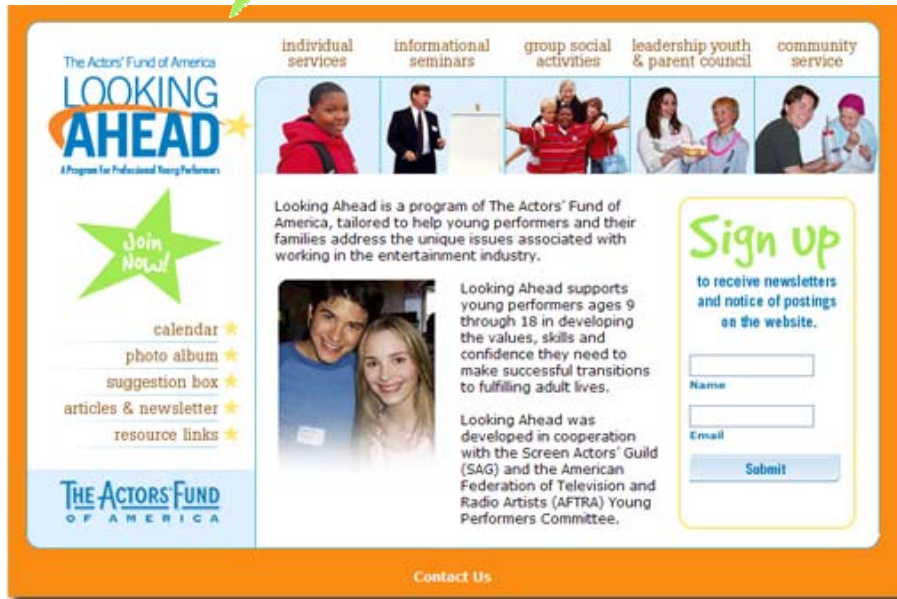 The Actors' Fund of America
LOOKING
AHEAD
A Program For Professional Young Performers
Join
Now!
calendar
photo album
suggestion box
articles & newsletter
resource links
THE ACTORS' FUND
OF AMERICA
individual
services
informational
seminars
group social
activities
leadership youth
& parent council
community
service
Looking Ahead is a program of The Actors' Fund of
America, tailored to help young performers and their
families address the unique issues associated with
working in the entertainment industry.
Looking Ahead supports
young performers ages 9
through 18 in developing
the values, skills and
confidence they need to
make successful transitions
to fulfilling adult lives.
Looking Ahead was
developed in cooperation
with the Screen Actors' Guild
(SAG) and the American
Federation of Television and
Radio Artists (AFTRA) Young
Performers Committee.
Sign up
to receive newsletters
and notice of postings
on the website.
Name
Email
Submit
Contact Us